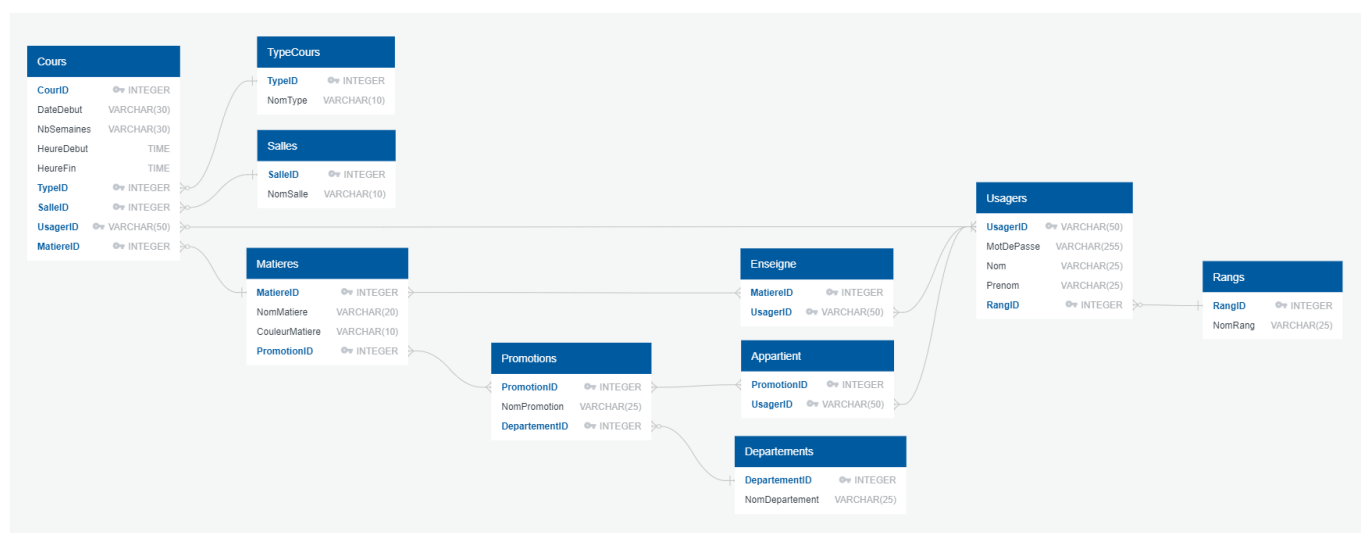 Cours
CourID INTEGER
DateDebut VARCHAR(30)
NbSemaines VARCHAR(30)
HeureDebut TIME
HeureFin TIME
TypeID INTEGER
SalleID INTEGER
UsagerID VARCHAR(50)
MatiereID INTEGER
TypeCours
TypeID INTEGER
NomType VARCHAR(10)
Salles
SalleID INTEGER
NomSalle VARCHAR(10)
Matieres
MatiereID INTEGER
NomMatiere VARCHAR(20)
CouleurMatiere VARCHAR(10)
PromotionID INTEGER
Promotions
PromotionID INTEGER
NomPromotion VARCHAR(25)
DepartementID INTEGER
Enseigne
MatiereID INTEGER
UsagerID VARCHAR(50)
Appartient
PromotionID INTEGER
UsagerID VARCHAR(50)
Departements
DepartementID INTEGER
NomDepartement VARCHAR(25)
Usagers
UsagerID VARCHAR(50)
MotDePasse VARCHAR(255)
Nom VARCHAR(25)
Prenom VARCHAR(25)
RangID INTEGER
Rangs
RangID INTEGER
NomRang VARCHAR(25)